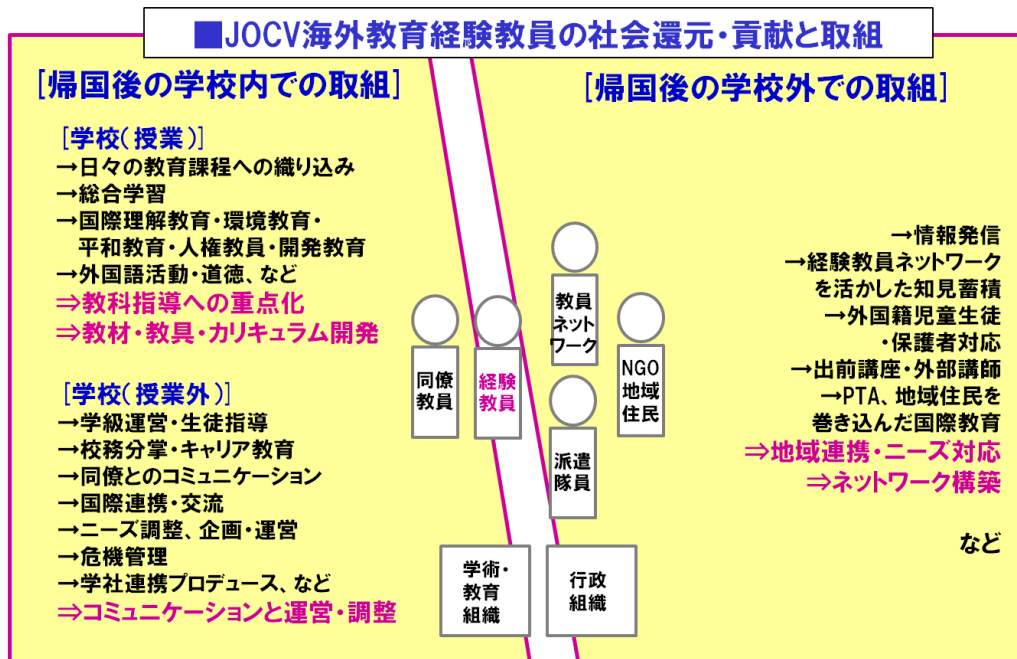 ■JOCV海外教育経験教員の社会還元・貢献と取組
[帰国後の学校内での取組]
[学校(授業)]
→日々の教育課程への織り込み
→総合学習
→国際理解教育・環境教育・
平和教育・人権教員・開発教育
→外国語活動・道徳、など
⇒教科指導への重点化
⇒教材・教具・カリキュラム開発
[学校(授業外)]
→学級運営・生徒指導
→校務分掌・キャリア教育
→同僚とのコミュニケーション
→国際連携・交流
→ニーズ調整、企画・運営
→危機管理
→学社連携プロデュース、など
⇒コミュニケーションと運営・調整
同僚
教員
経験
教員
教員
ネット
ワーク
NGO
地域
住民
派遣
隊員
学術・
教育
組織
行政
組織
[帰国後の学校外での取組]
→情報発信
→経験教員ネットワーク
を活かした知見蓄積
→外国籍児童生徒
・保護者対応
→出前講座・外部講師
→PTA、地域住民を
巻き込んだ国際教育
⇒地域連携・ニーズ対応
⇒ネットワーク構築
など